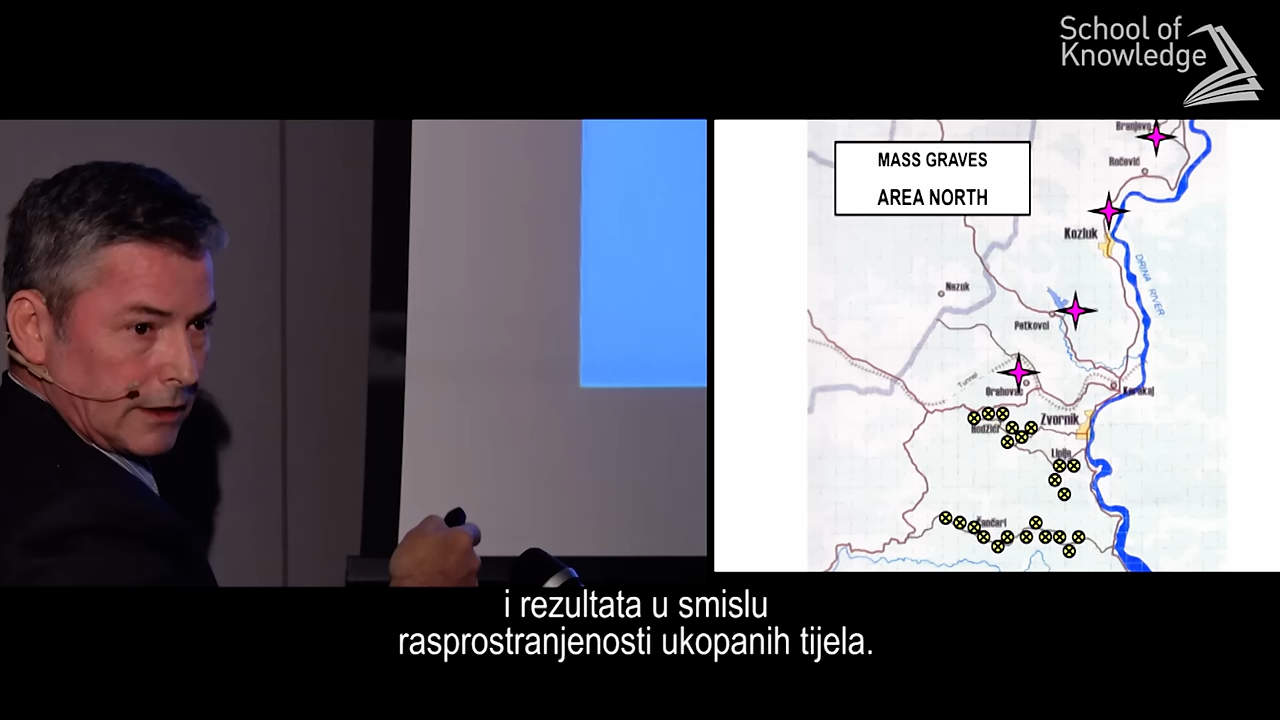 School of
Knowledge
MASS GRAVES
AREA NORTH
Branjevo
Ročević
Kozluk
DRINA RIVER
Nezuk
Petkovci
Tunnel
Orahovac
Karakaj
Zvornik
Hodžići
Liplje
Čančari
i rezultata u smislu
rasprostranjenosti ukopanih tijela.